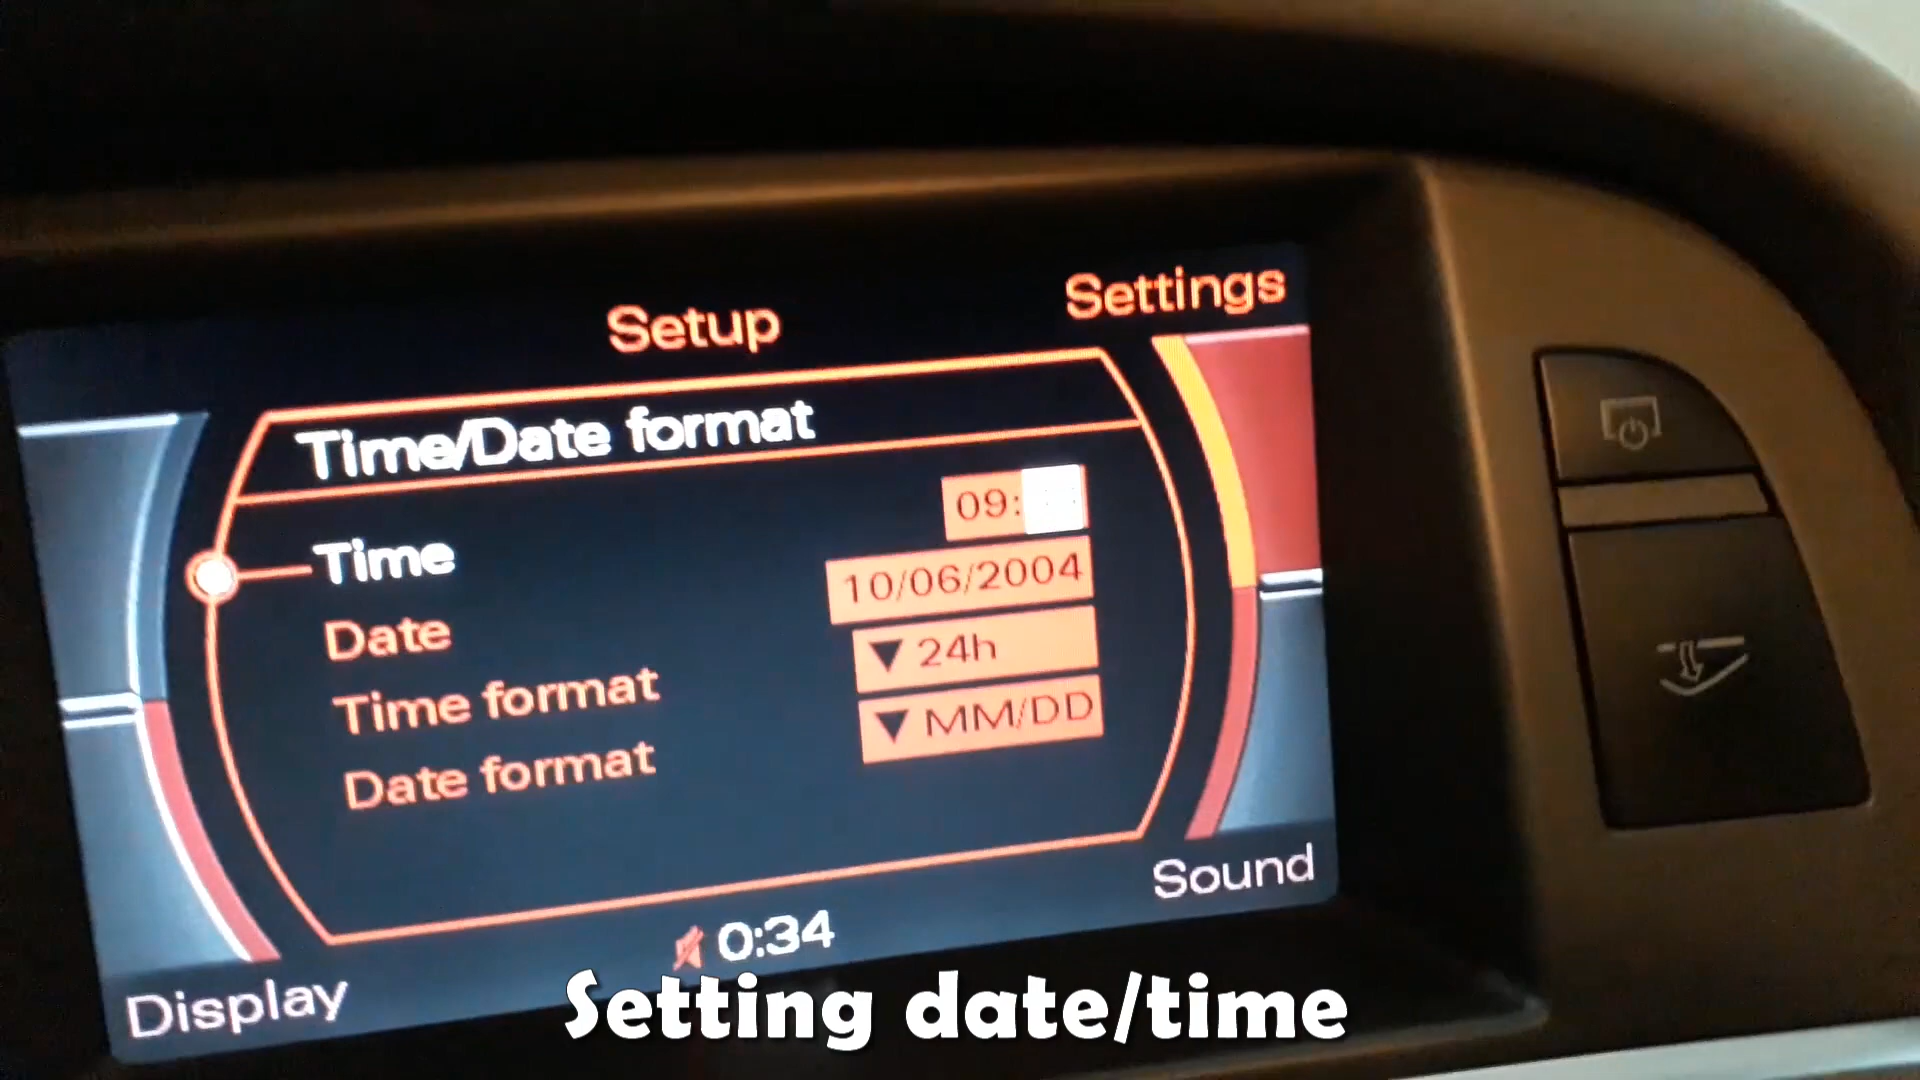 Setup
Settings
Time/Date format
Time 09:
Date 10/06/2004
Time format 24h
Date format MM/DD
Sound
0:34
Display
Setting date/time